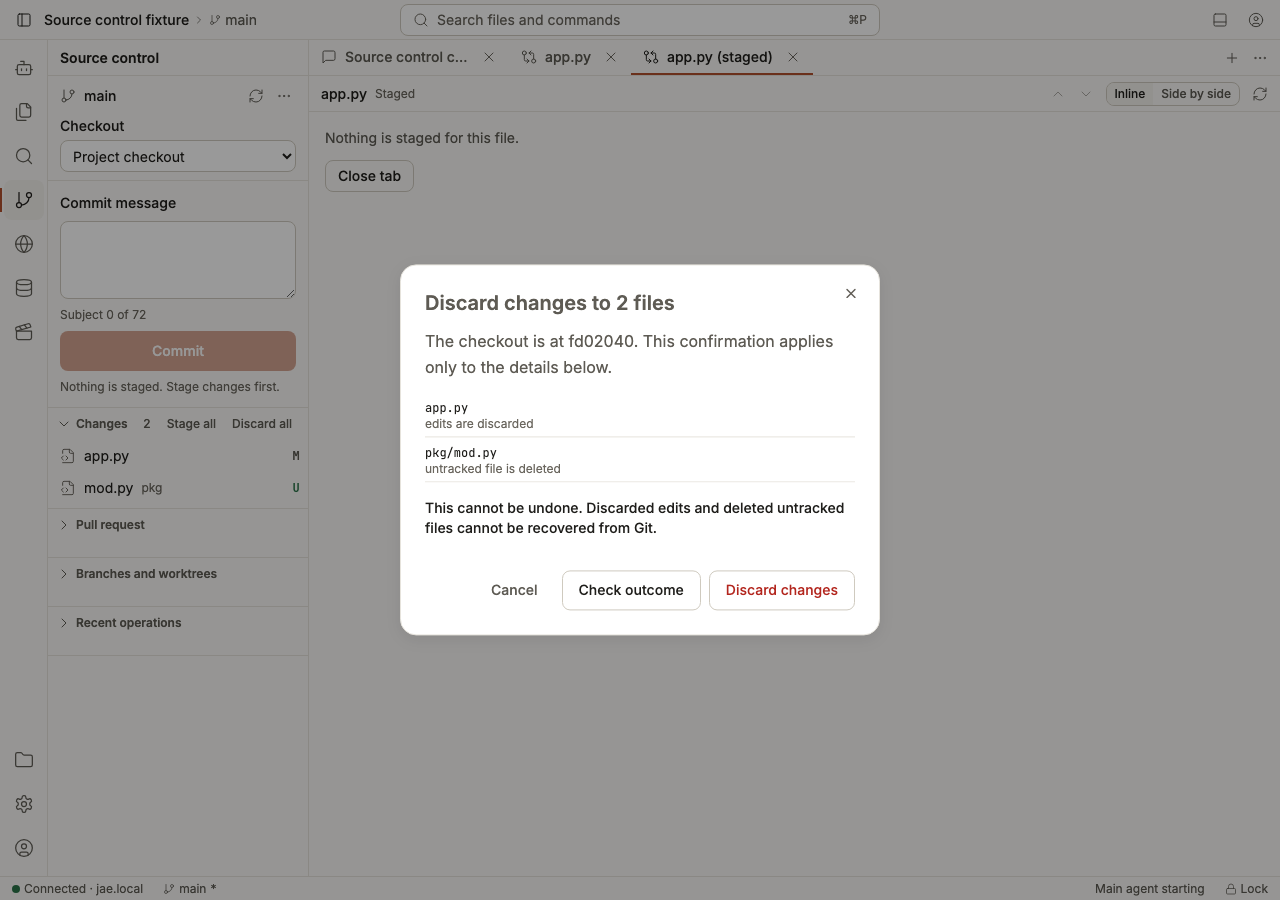 Source control fixture
main
Search files and commands
⌘P
Source control
Source control c...
app.py
app.py (staged)
main
app.py Staged
Inline
Side by side
Checkout
Project checkout
Nothing is staged for this file.
Close tab
Commit message
Subject 0 of 72
Commit
Nothing is staged. Stage changes first.
Changes 2 Stage all Discard all
app.py M
mod.py pkg U
Pull request
Branches and worktrees
Recent operations
Discard changes to 2 files
The checkout is at fd02040. This confirmation applies
only to the details below.
app.py
edits are discarded
pkg/mod.py
untracked file is deleted
This cannot be undone. Discarded edits and deleted untracked
files cannot be recovered from Git.
Cancel
Check outcome
Discard changes
Connected · jae.local
main *
Main agent starting
Lock